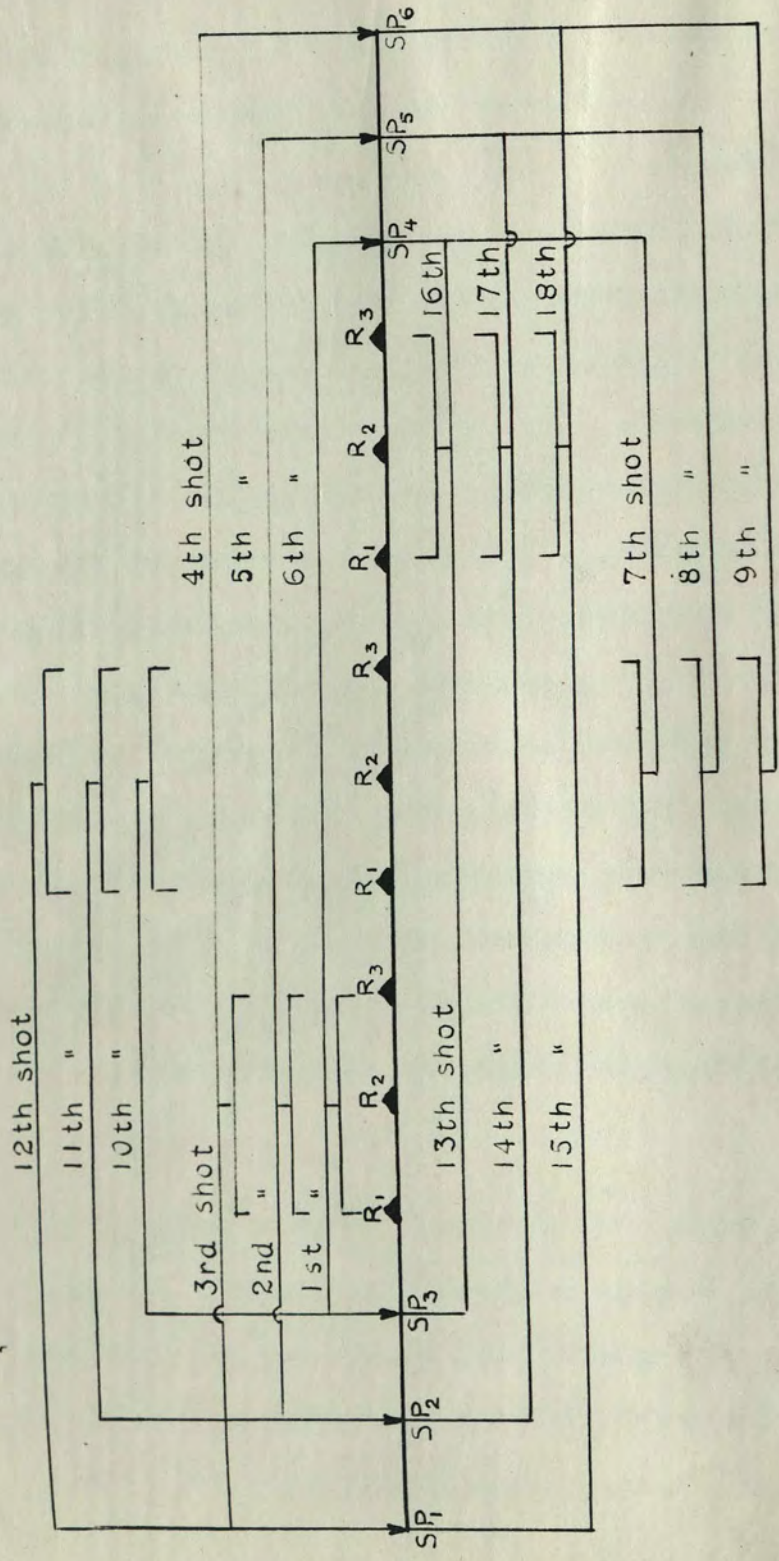 12th shot
11th "
10th "
4th shot
5th "
6th "
3rd shot
2nd "
1st "
R₁ R₂ R₃ R₁ R₂ R₃ R₁ R₂ R₃
SP₁ SP₂ SP₃ SP₄ SP₅ SP₆
13th shot
14th "
15th "
16th
17th
18th
7th shot
8th "
9th "